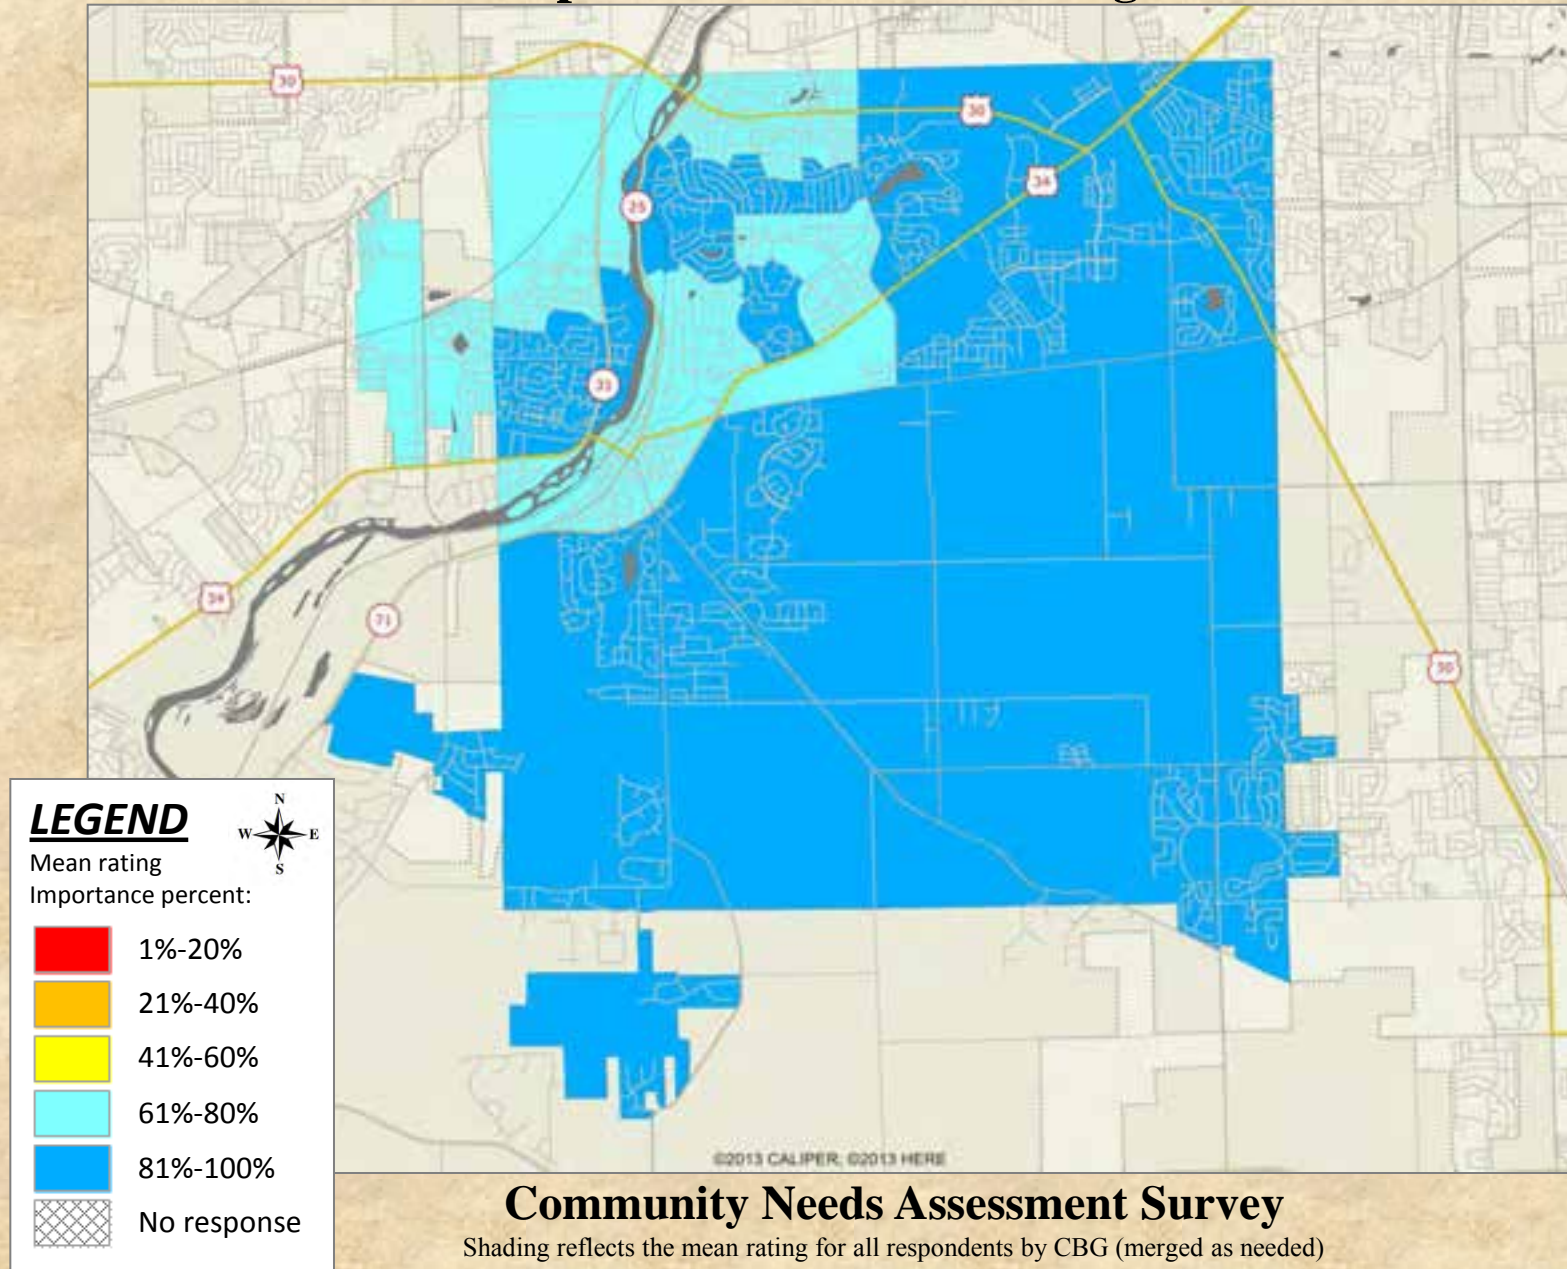 30
30
34
25
31
34
71
30
LEGEND
N
W E
S
Mean rating
Importance percent:
1%-20%
21%-40%
41%-60%
61%-80%
81%-100%
No response
©2013 CALIPER; ©2013 HERE
Community Needs Assessment Survey
Shading reflects the mean rating for all respondents by CBG (merged as needed)